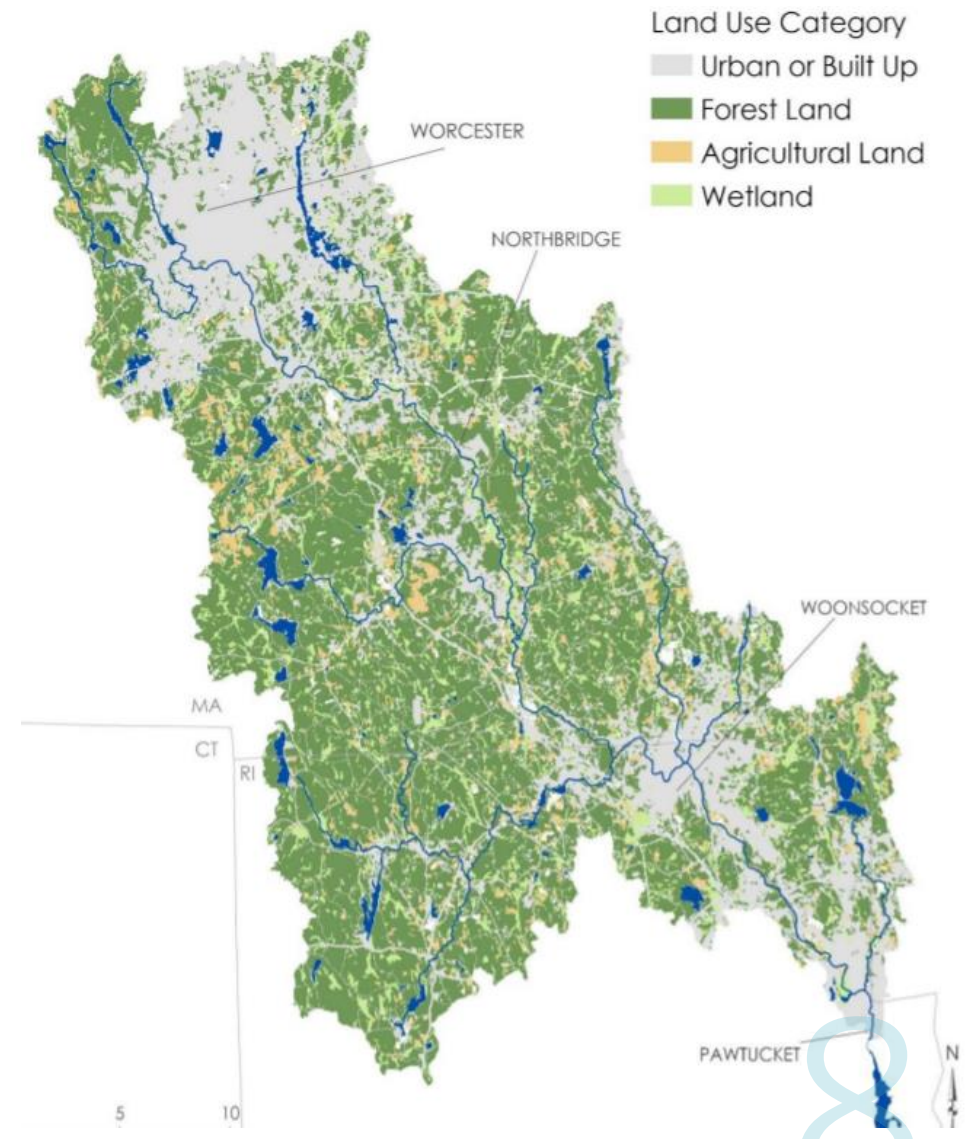 Land Use Category
Urban or Built Up
Forest Land
Agricultural Land
Wetland
WORCESTER
NORTHBRIDGE
WOONSOCKET
MA
CT
RI
PAWTUCKET
N
5 10
8